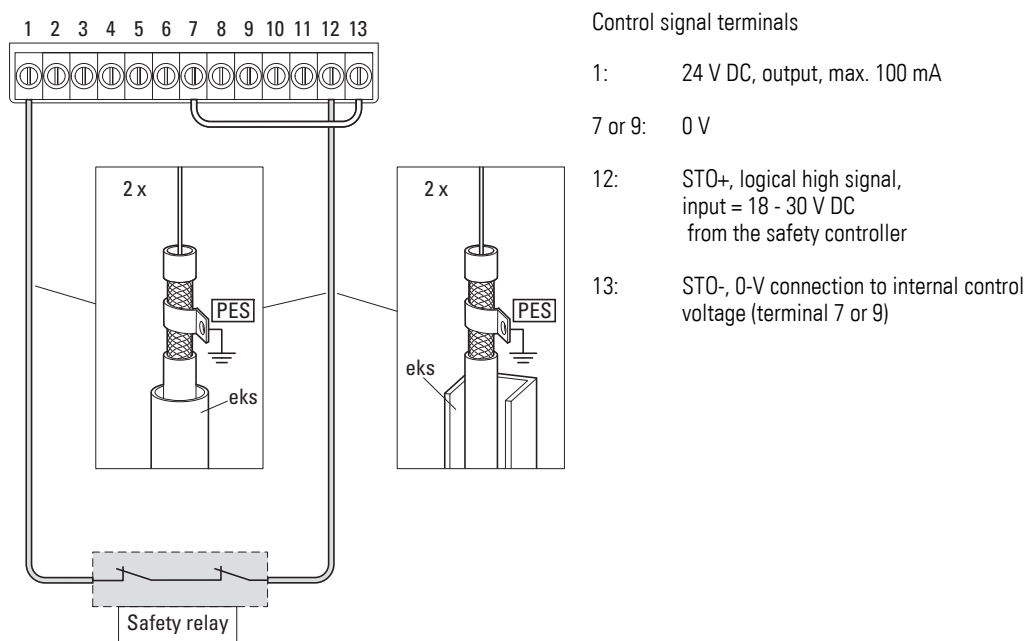 1 2 3 4 5 6 7 8 9 10 11 12 13
2 x
PES
eks
2 x
PES
eks
Safety relay
Control signal terminals
1: 24 V DC, output, max. 100 mA
7 or 9: 0 V
12: STO+, logical high signal,
input = 18 - 30 V DC
from the safety controller
13: STO-, 0-V connection to internal control
voltage (terminal 7 or 9)